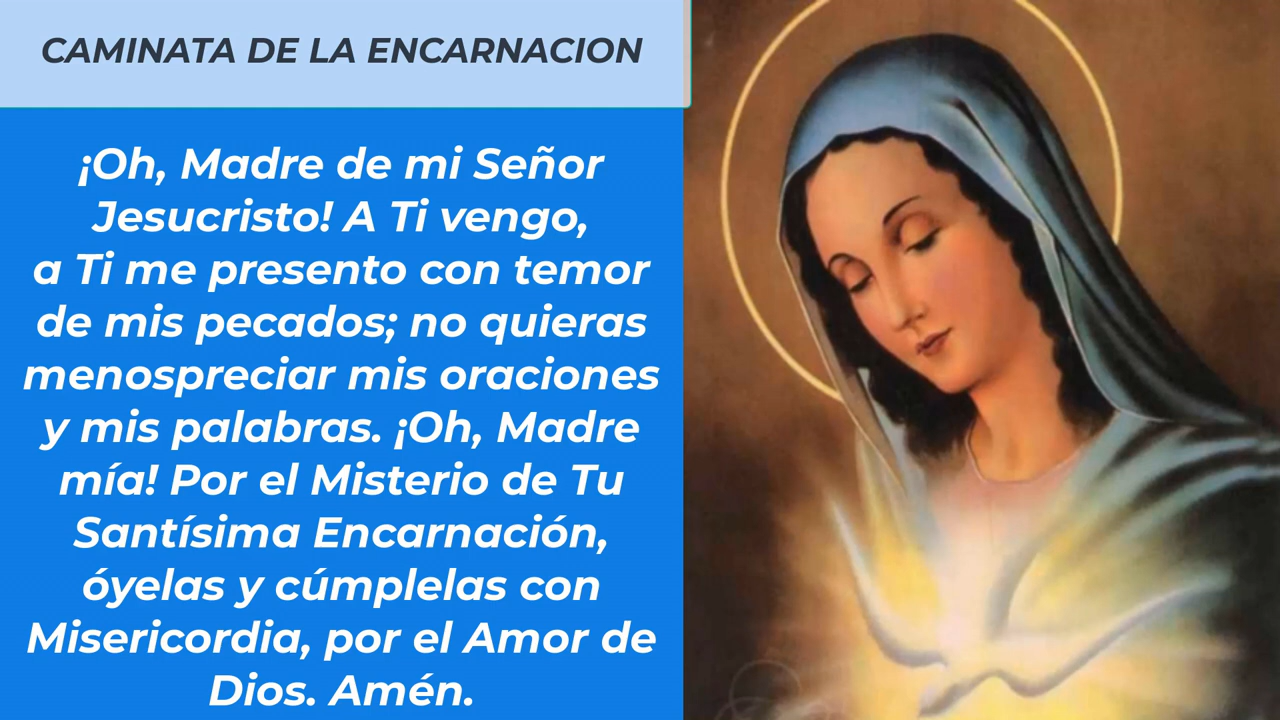 CAMINATA DE LA ENCARNACION
¡Oh, Madre de mi Señor
Jesucristo! A Ti vengo,
a Ti me presento con temor
de mis pecados; no quieras
menospreciar mis oraciones
y mis palabras. ¡Oh, Madre
mía! Por el Misterio de Tu
Santísima Encarnación,
óyelas y cúmplelas con
Misericordia, por el Amor de
Dios. Amén.